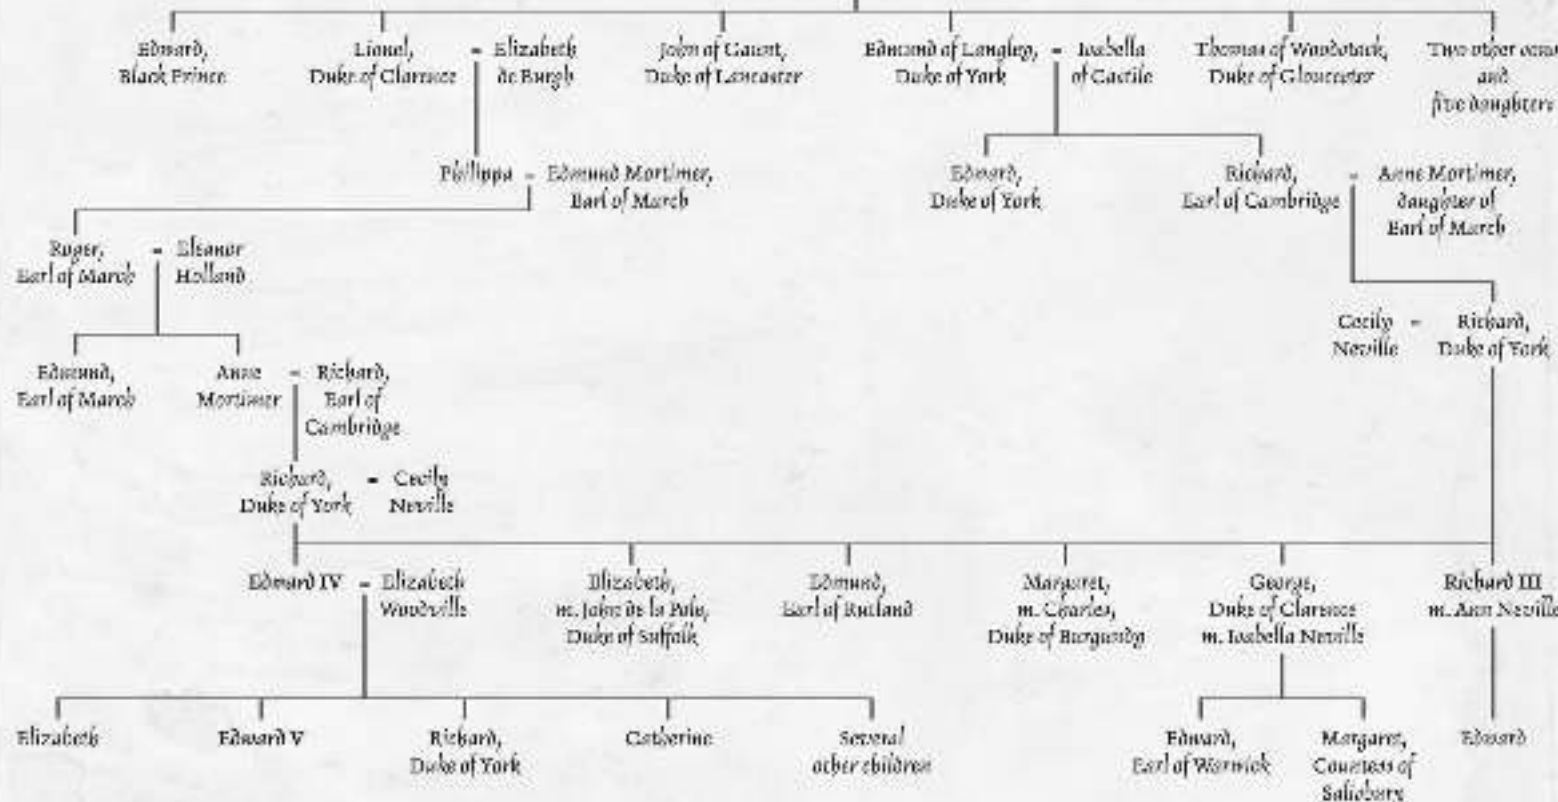 Edward,
Black Prince
Lionel,
Duke of Clarence
= Elizabeth
de Burgh
John of Gaunt,
Duke of Lancaster
Edmund of Langley,
Duke of York
= Isabella
of Castile
Thomas of Woodstock,
Duke of Gloucester
Two other sons
and
five daughters
Philippa = Edmund Mortimer,
Earl of March
Edward,
Duke of York
Richard,
Earl of Cambridge
= Anne Mortimer,
daughter of
Earl of March
Roger,
Earl of March
= Eleanor
Holland
Cecily
Neville
= Richard,
Duke of York
Edmund,
Earl of March
Anne
Mortimer
= Richard,
Earl of
Cambridge
Richard,
Duke of York
= Cecily
Neville
Edward IV = Elizabeth
Woodville
Elizabeth,
m. John de la Pole,
Duke of Suffolk
Edmund,
Earl of Rutland
Margaret,
m. Charles,
Duke of Burgundy
George,
Duke of Clarence
m. Isabella Neville
Richard III
m. Ann Neville
Elizabeth
Edward V
Richard,
Duke of York
Catherine
Several
other children
Edward,
Earl of Warwick
Margaret,
Countess of
Salisbury
Edward